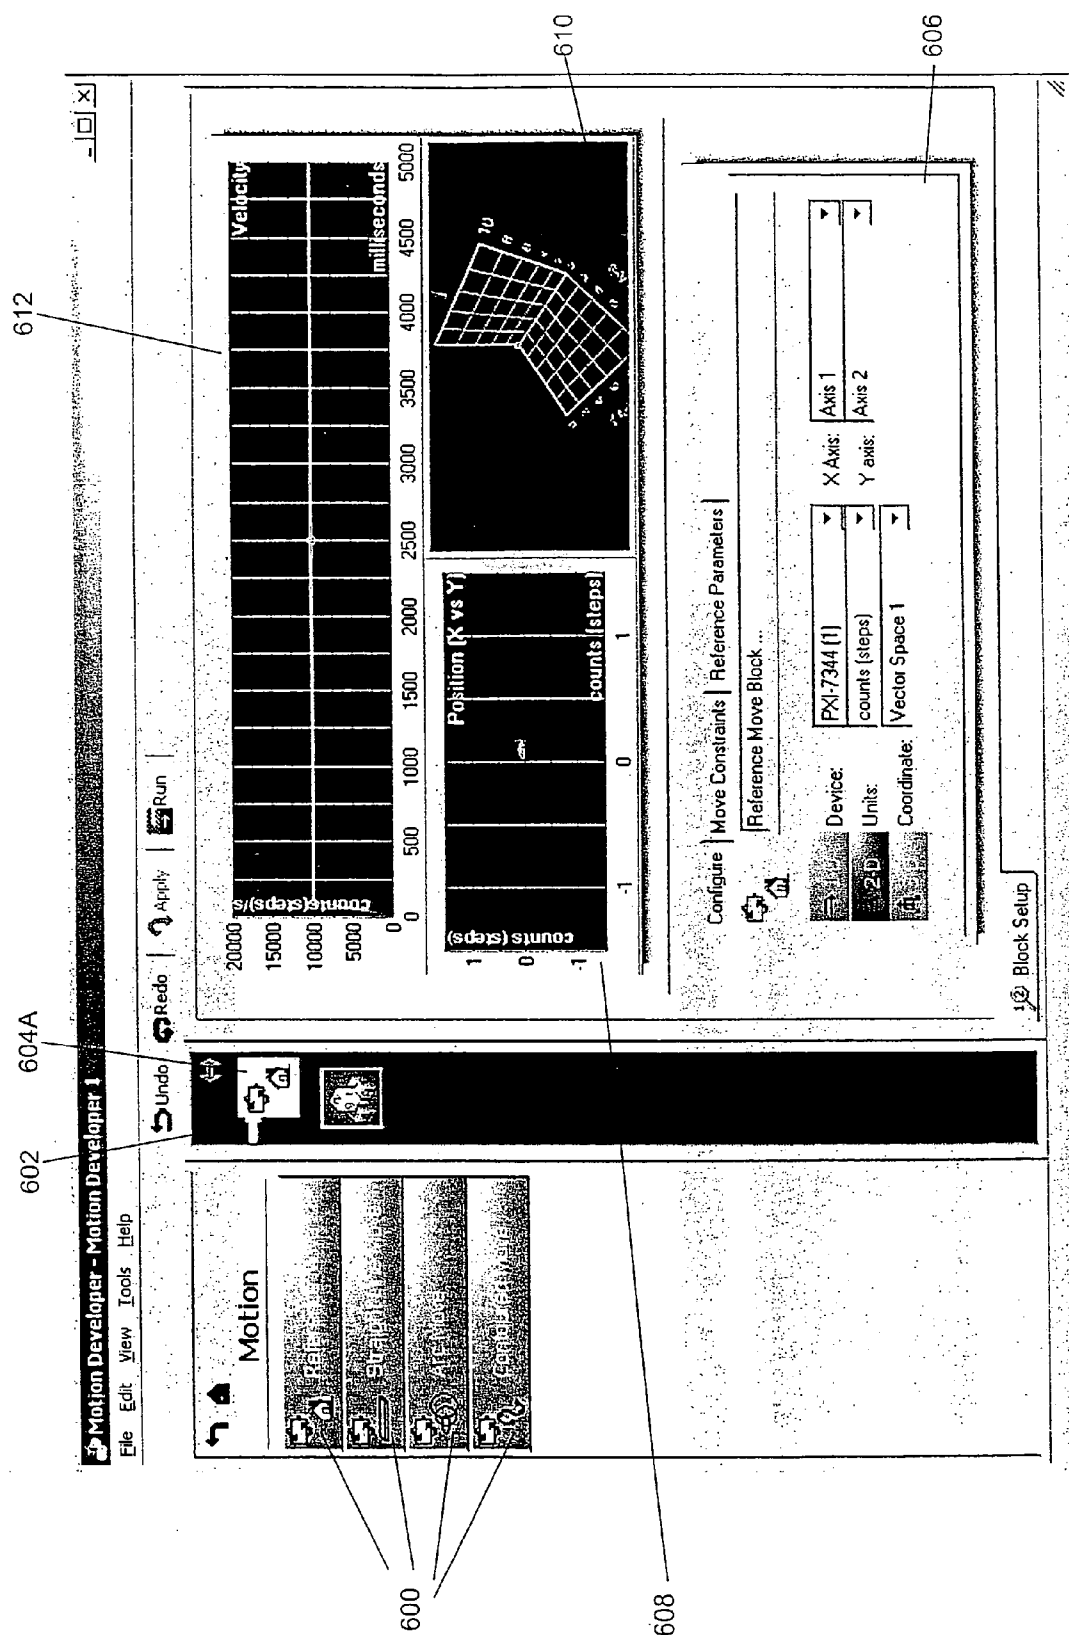 612
602
604A
Motion Developer - Motion Developer 1
File Edit View Tools Help
Undo Redo Apply Run
Motion
600
Velocity
counts(steps/s)
20000
15000
10000
5000
0
milliseconds
0 500 1000 1500 2000 2500 3000 3500 4000 4500 5000
Position (X vs Y)
counts (steps)
1
0
-1
counts (steps)
-1 0 1
10
608
610
Configure Move Constraints Reference Parameters
Reference Move Block ...
Device: PXI-7344 (1) X Axis: Axis 1
2-D Units: counts (steps) Y axis: Axis 2
Coordinate: Vector Space 1
606
Block Setup